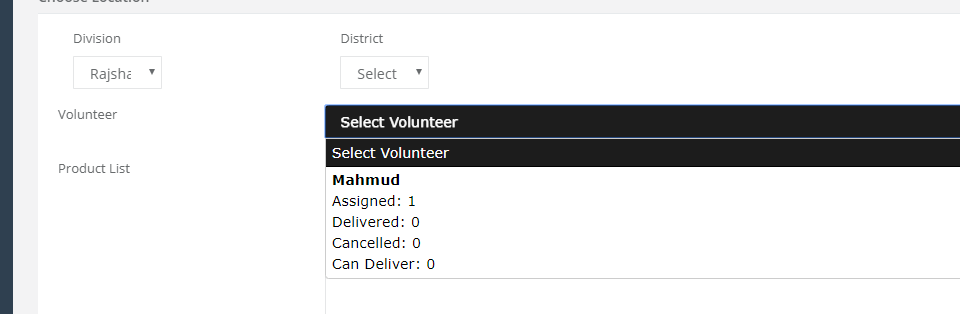 Choose Location
Division
District
Rajsha
Select
Volunteer
Select Volunteer
Select Volunteer
Product List
Mahmud
Assigned: 1
Delivered: 0
Cancelled: 0
Can Deliver: 0